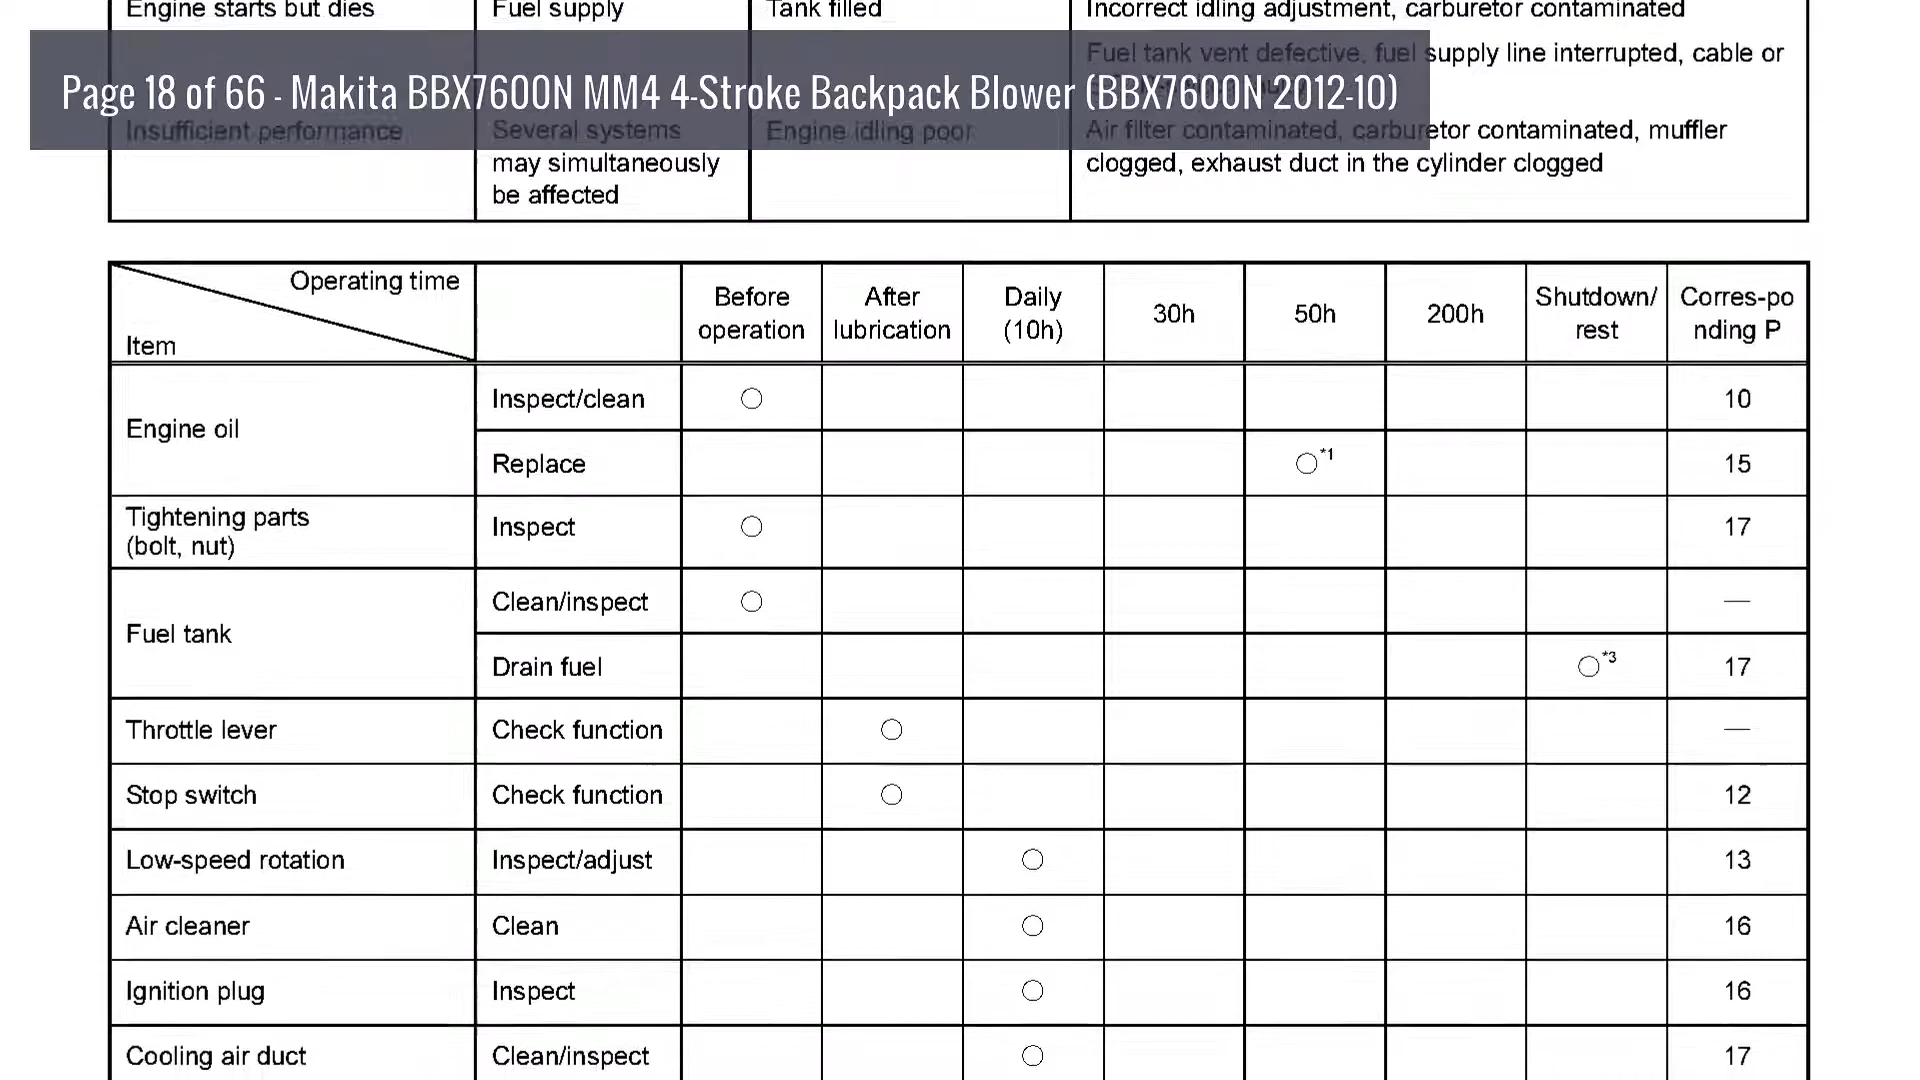 Engine starts but dies Fuel supply Tank filled Incorrect idling adjustment, carburetor contaminated
Fuel tank vent defective, fuel supply line interrupted, cable or
Page 18 of 66 - Makita BBX7600N MM4 4-Stroke Backpack Blower (BBX7600N 2012-10)
Insufficient performance Several systems Engine idling poor Air filter contaminated, carburetor contaminated, muffler
may simultaneously clogged, exhaust duct in the cylinder clogged
be affected
Operating time
Item
Before operation After lubrication Daily (10h) 30h 50h 200h Shutdown/ rest Corres-po nding P
Engine oil Inspect/clean ○ 10
Replace ○*1 15
Tightening parts
(bolt, nut) Inspect ○ 17
Fuel tank Clean/inspect ○ —
Drain fuel ○*3 17
Throttle lever Check function ○ —
Stop switch Check function ○ 12
Low-speed rotation Inspect/adjust ○ 13
Air cleaner Clean ○ 16
Ignition plug Inspect ○ 16
Cooling air duct Clean/inspect ○ 17